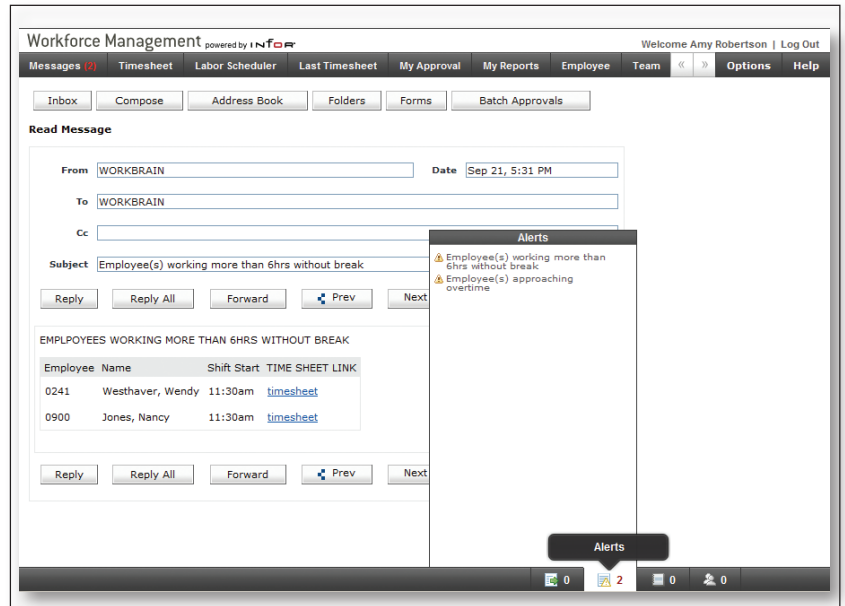 Workforce Management powered by infor
Welcome Amy Robertson | Log Out
Messages (2) Timesheet Labor Scheduler Last Timesheet My Approval My Reports Employee Team « » Options Help
Inbox Compose Address Book Folders Forms Batch Approvals
Read Message
From WORKBRAIN Date Sep 21, 5:31 PM
To WORKBRAIN
Cc
Subject Employee(s) working more than 6hrs without break
Reply Reply All Forward Prev Next
EMPLPOYEES WORKING MORE THAN 6HRS WITHOUT BREAK
Employee Name Shift Start TIME SHEET LINK
0241 Westhaver, Wendy 11:30am timesheet
0900 Jones, Nancy 11:30am timesheet
Reply Reply All Forward Prev Next
Alerts
Employee(s) working more than
6hrs without break
Employee(s) approaching
overtime
Alerts
0 2 0 0